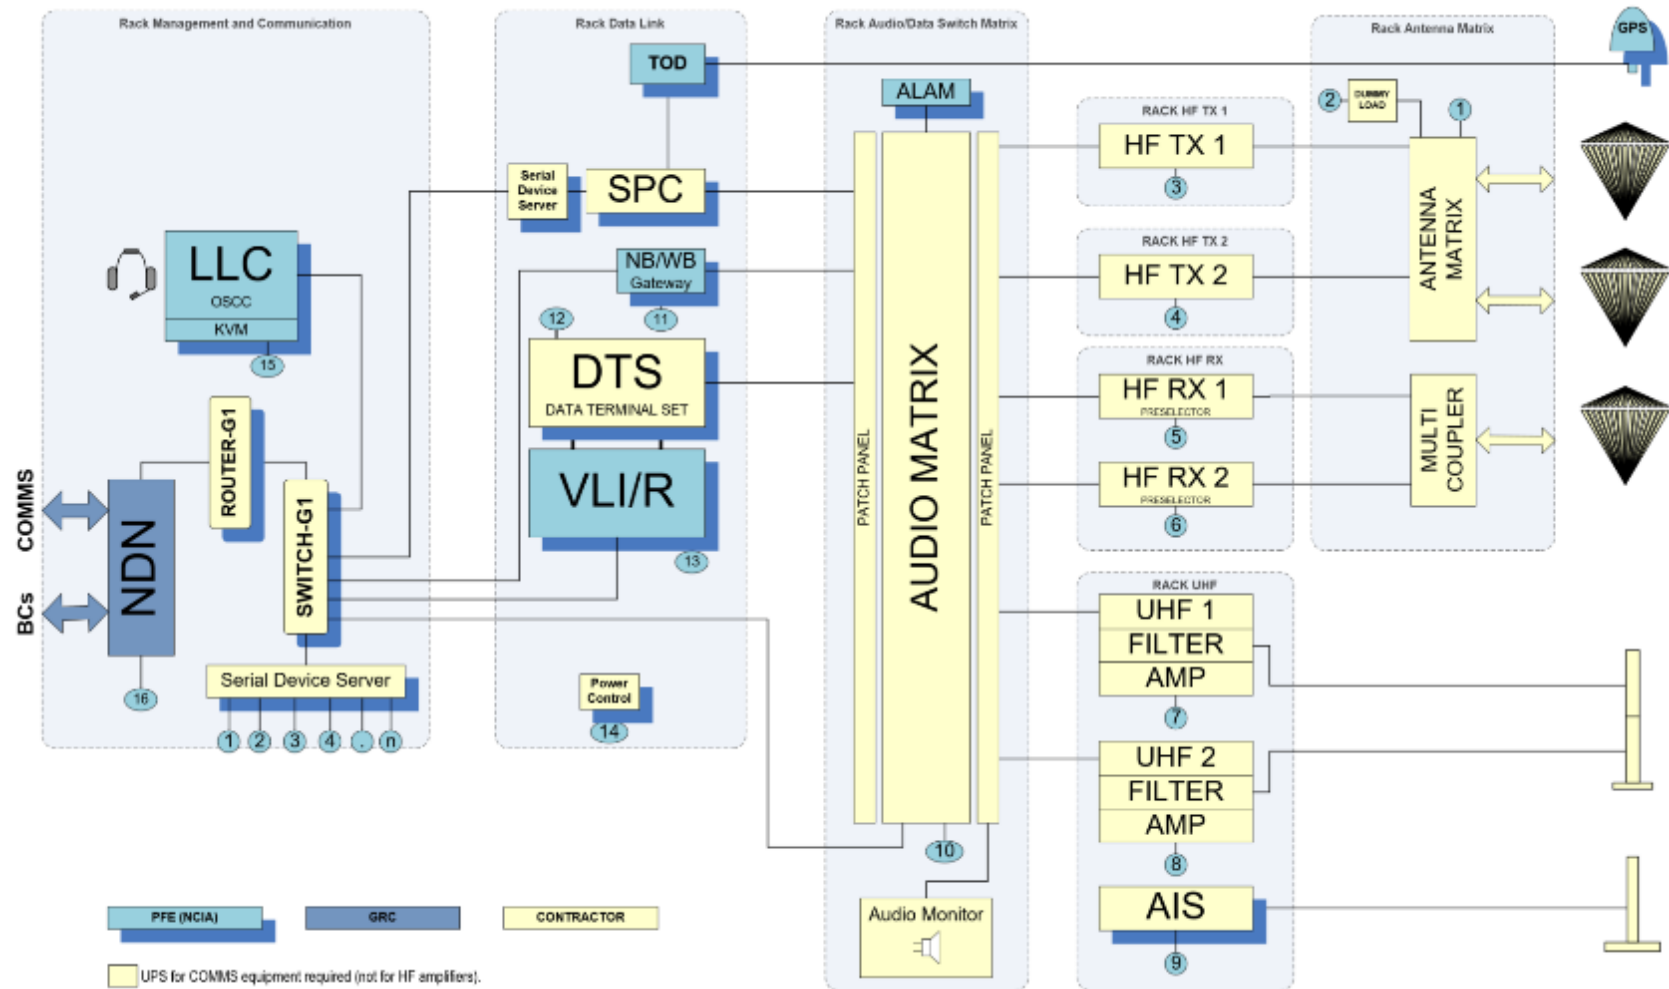 Rack Management and Communication
Rack Data Link
Rack Audio/Data Switch Matrix
Rack Antenna Matrix
GPS
TOD
ALAM
DUMMY
LOAD
2
1
RACK HF TX 1
HF TX 1
3
Serial
Device
Server
SPC
ANTENNA
MATRIX
LLC
OSCC
KVM
15
NB/WB
Gateway
11
RACK HF TX 2
HF TX 2
4
12
DTS
DATA TERMINAL SET
RACK HF RX
HF RX 1
PRESELECTOR
5
HF RX 2
PRESELECTOR
6
MULTI
COUPLER
PATCH PANEL
AUDIO MATRIX
PATCH PANEL
ROUTER-G1
SWITCH-G1
VLI/R
13
COMMS
BCs
NDN
16
Serial Device Server
1
2
3
4
.
n
Power
Control
14
RACK UHF
UHF 1
FILTER
AMP
7
UHF 2
FILTER
AMP
8
10
AIS
9
Audio Monitor
PFE (NCIA)
GRC
CONTRACTOR
UPS for COMMS equipment required (not for HF amplifiers).